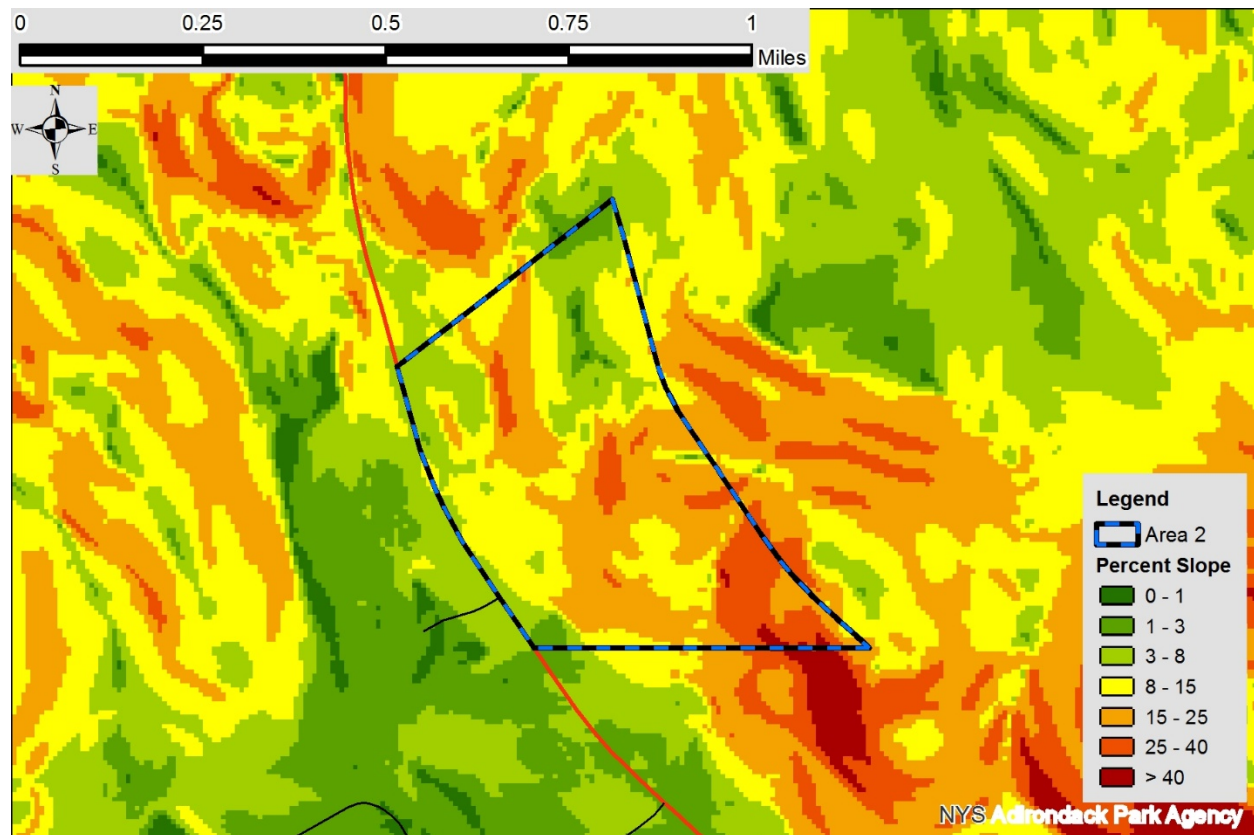 0 0.25 0.5 0.75 1
Miles
N
W E
S
Legend
Area 2
Percent Slope
0 - 1
1 - 3
3 - 8
8 - 15
15 - 25
25 - 40
> 40
NYS Adirondack Park Agency